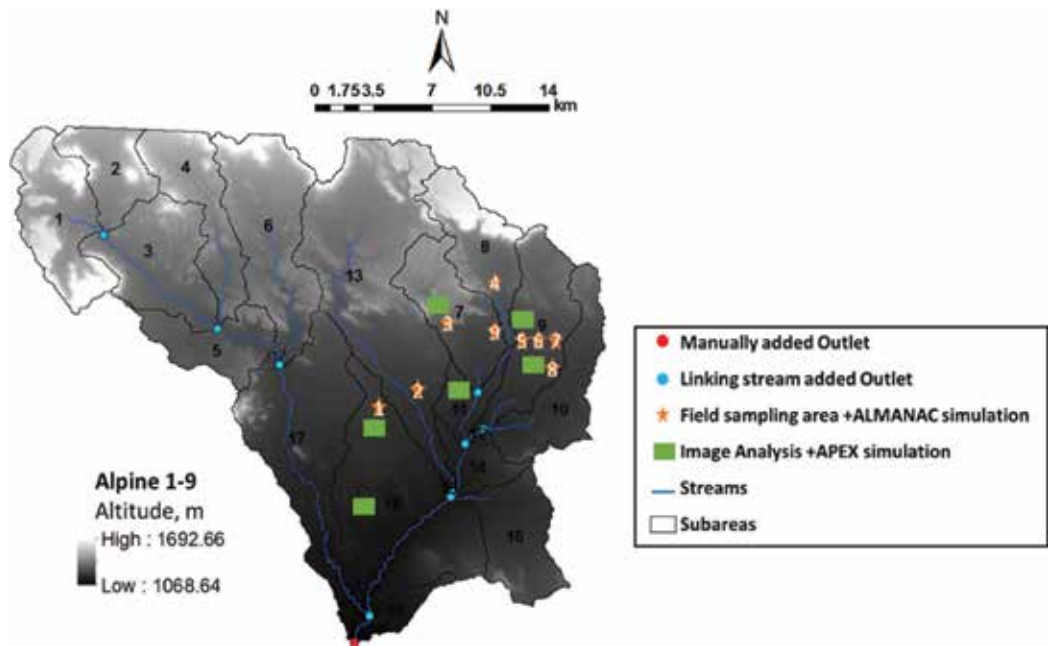 N
0 1.75 3.5 7 10.5 14
km
2
4
1
6
3
8
13
4
7
3
9
9
5 6 7
5
8
2
11
10
1
17
14
16
Alpine 1-9
Altitude, m
High : 1692.66
Low : 1068.64
Manually added Outlet
Linking stream added Outlet
Field sampling area +ALMANAC simulation
Image Analysis +APEX simulation
Streams
Subareas